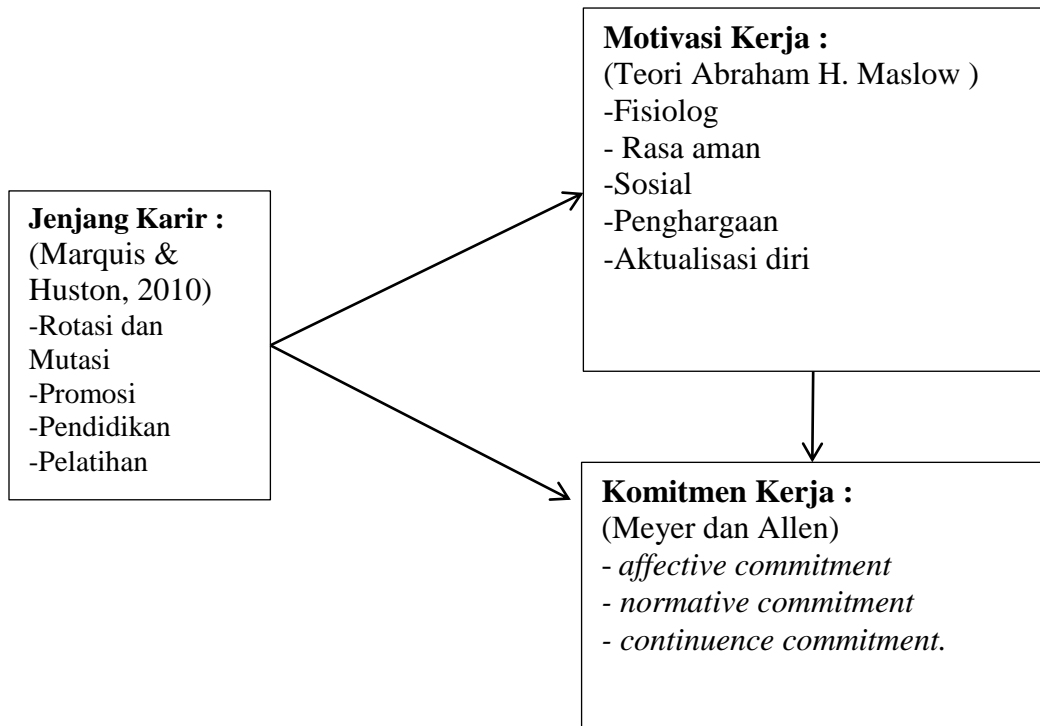 Motivasi Kerja :
(Teori Abraham H. Maslow )
-Fisiolog
- Rasa aman
-Sosial
-Penghargaan
-Aktualisasi diri
Jenjang Karir :
(Marquis &
Huston, 2010)
-Rotasi dan
Mutasi
-Promosi
-Pendidikan
-Pelatihan
Komitmen Kerja :
(Meyer dan Allen)
- affective commitment
- normative commitment
- continuence commitment.